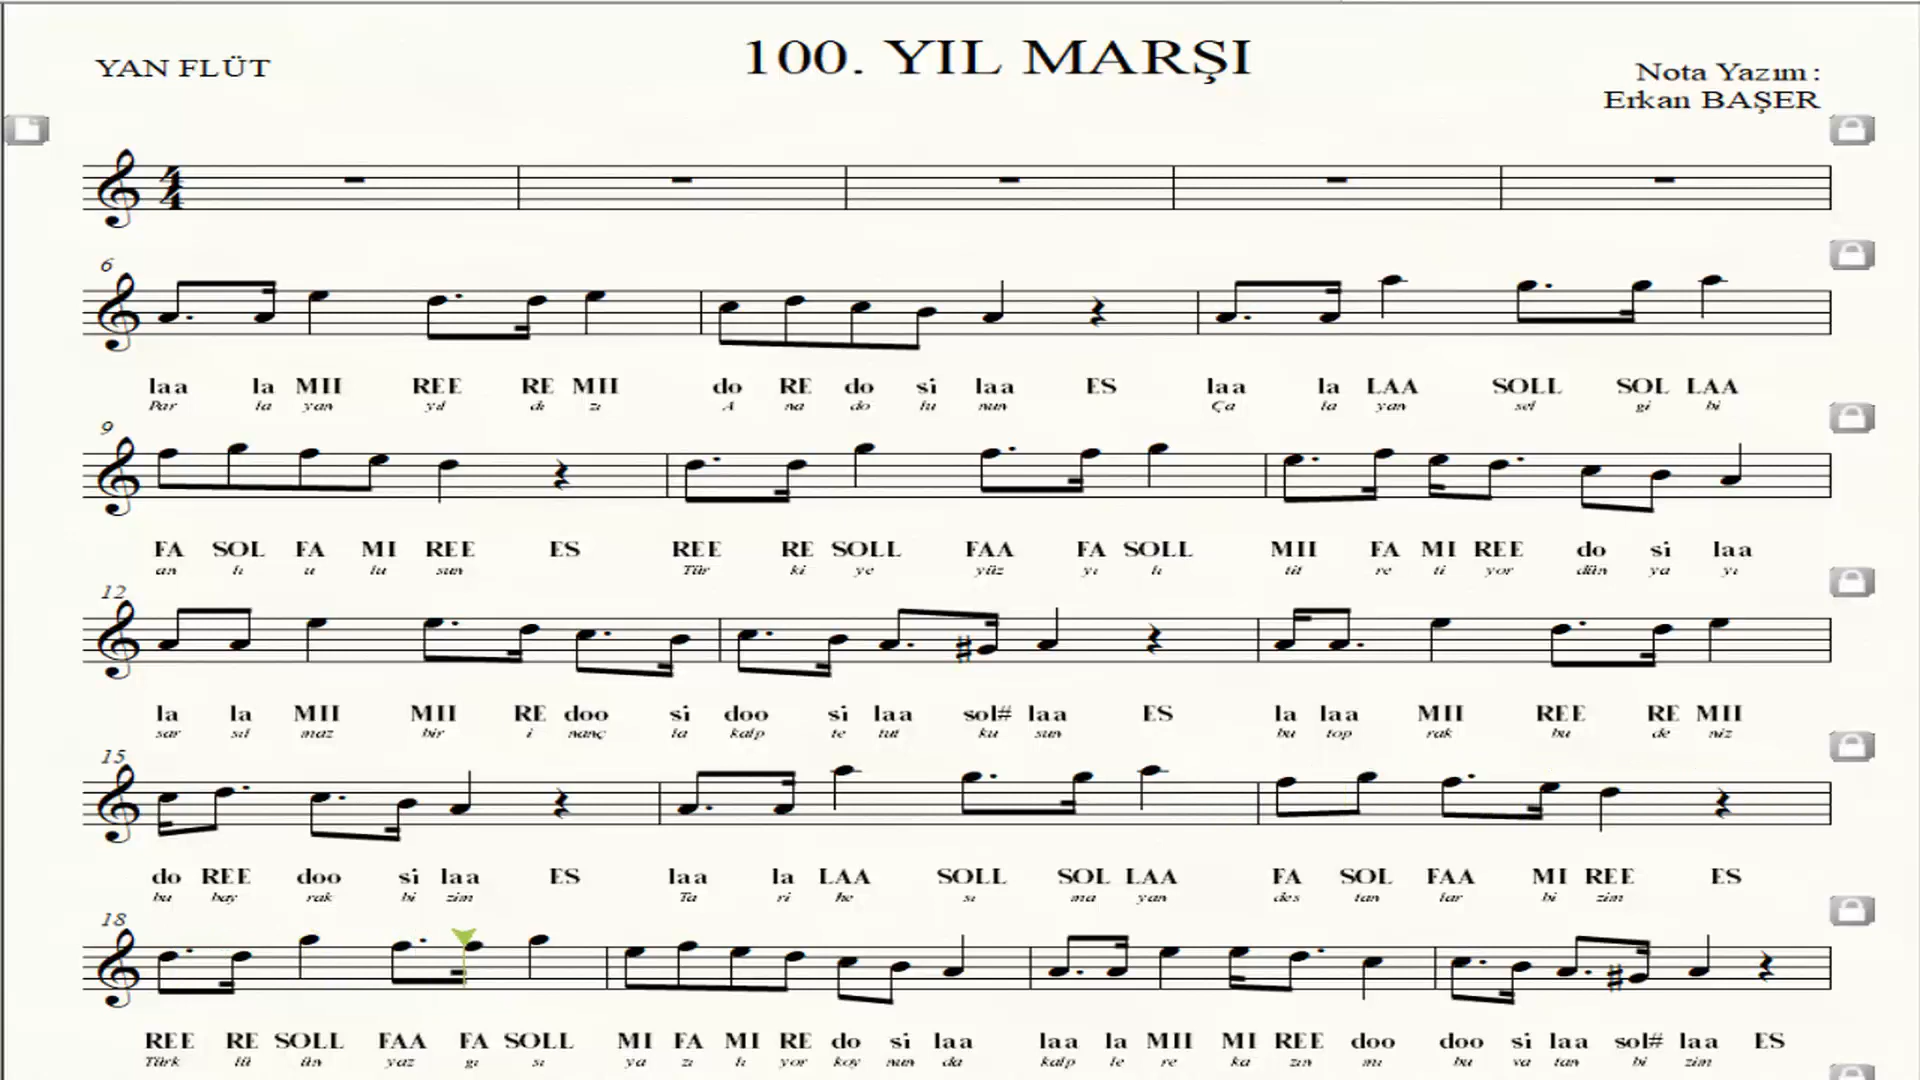 100. YIL MARŞI
YAN FLÜT
Nota Yazım :
Erkan BAŞER
6
laa la MII REE RE MII do RE do si laa ES laa la LAA SOLL SOL LAA
Par la yan yıl dı zı A na do lu nun Ça ta yan sel gi bi
9
FA SOL FA MI REE ES REE RE SOLL FAA FA SOLL MII FA MI REE do si laa
an lı u lu sun Tür ki ye yüz yı lı tit re ti yor dün ya yı
12
la la MII MII RE doo si doo si laa sol# laa ES la laa MII REE RE MII
sar sıl maz bir i nanç la kalp te tut ku sun bu top rak bu de niz
15
do REE doo si laa ES laa la LAA SOLL SOL LAA FA SOL FAA MI REE ES
bu bay rak bi zim Ta ri he sı ma yan des tan lar bi zim
18
REE RE SOLL FAA FA SOLL MI FA MI RE do si laa laa la MII MI REE doo doo si laa sol# laa ES
Türk lü ün yaz gı sı ya zı lı yor koy nun da kalp le re ka zın mı bu va tan bi zim